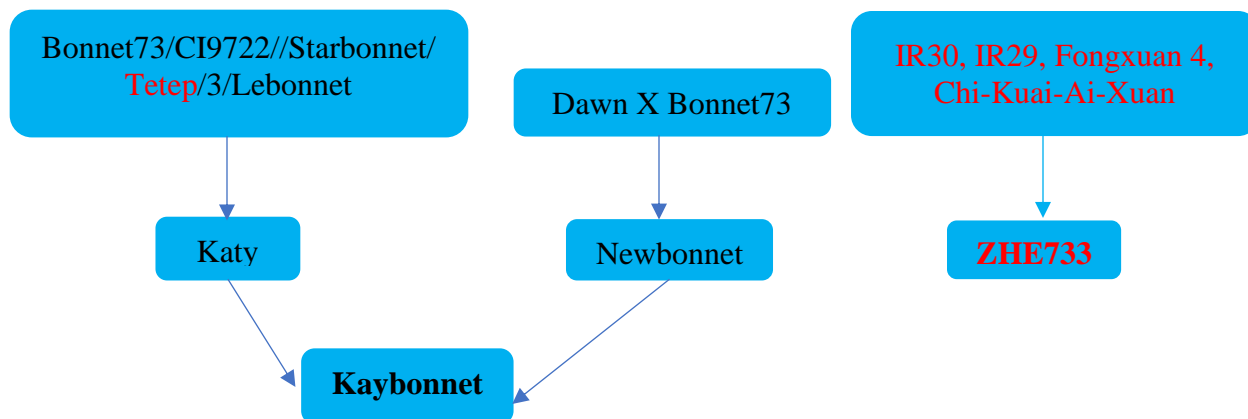 Bonnet73/CI9722//Starbonnet/
Tetep/3/Lebonnet
Dawn X Bonnet73
IR30, IR29, Fongxuan 4,
Chi-Kuai-Ai-Xuan
Katy
Newbonnet
ZHE733
Kaybonnet